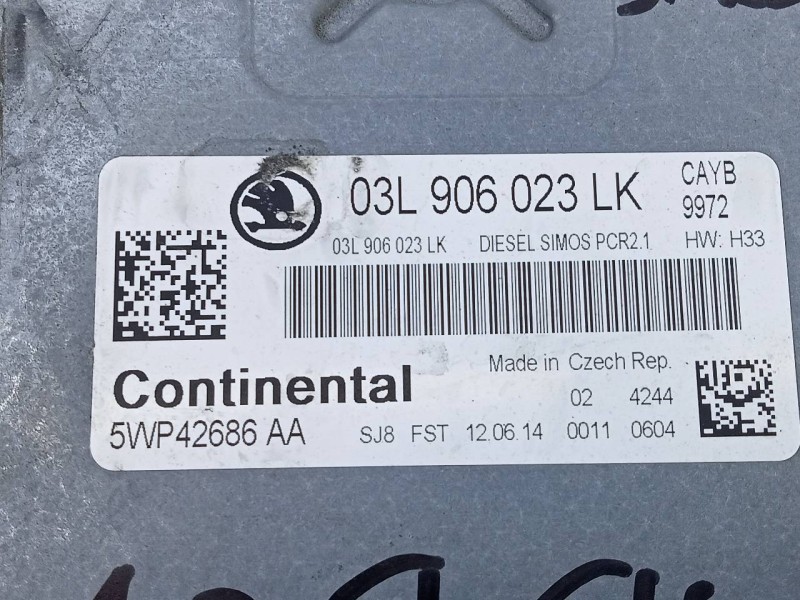 03L 906 023 LK CAYB
9972
03L 906 023 LK DIESEL SIMOS PCR2.1 HW: H33
Continental Made in Czech Rep.
02 4244
5WP42686 AA SJ8 FST 12.06.14 0011 0604